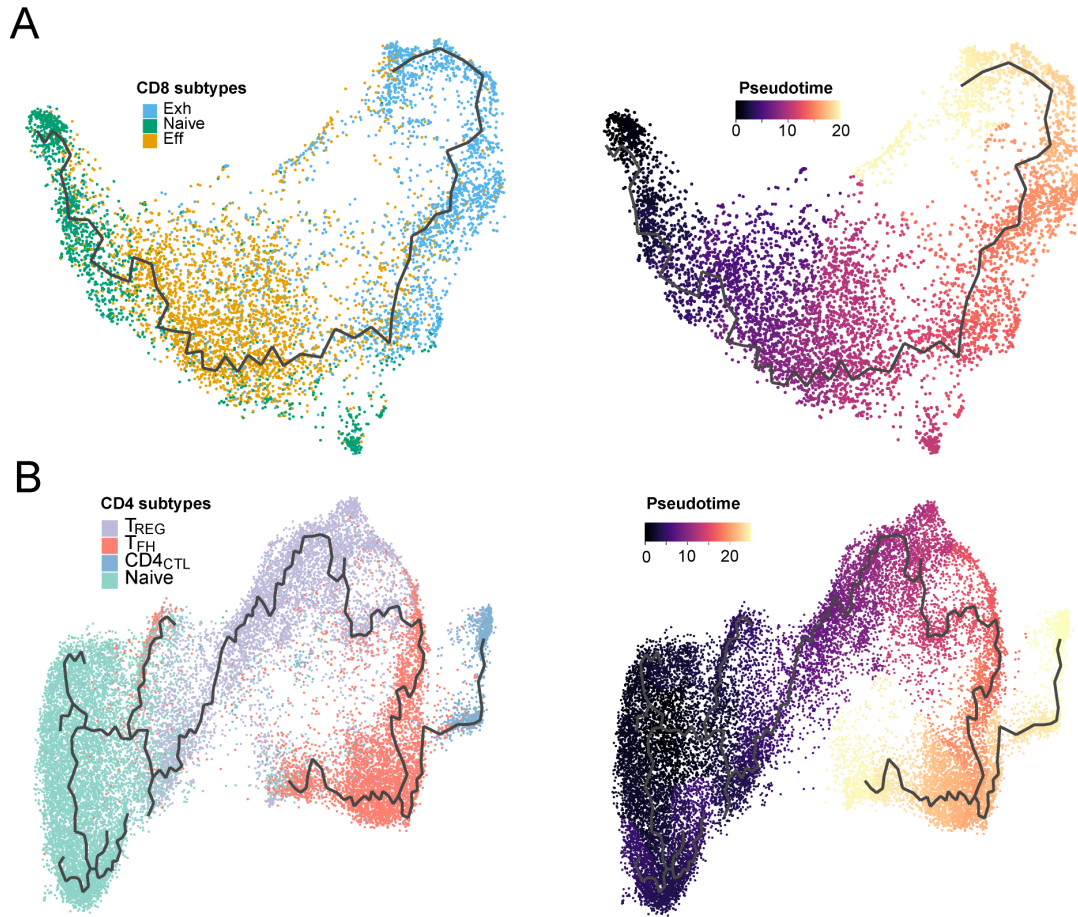 A
CD8 subtypes
Exh
Naive
Eff
Pseudotime
0 10 20
B
CD4 subtypes
TREG
TFH
CD4CTL
Naive
Pseudotime
0 10 20